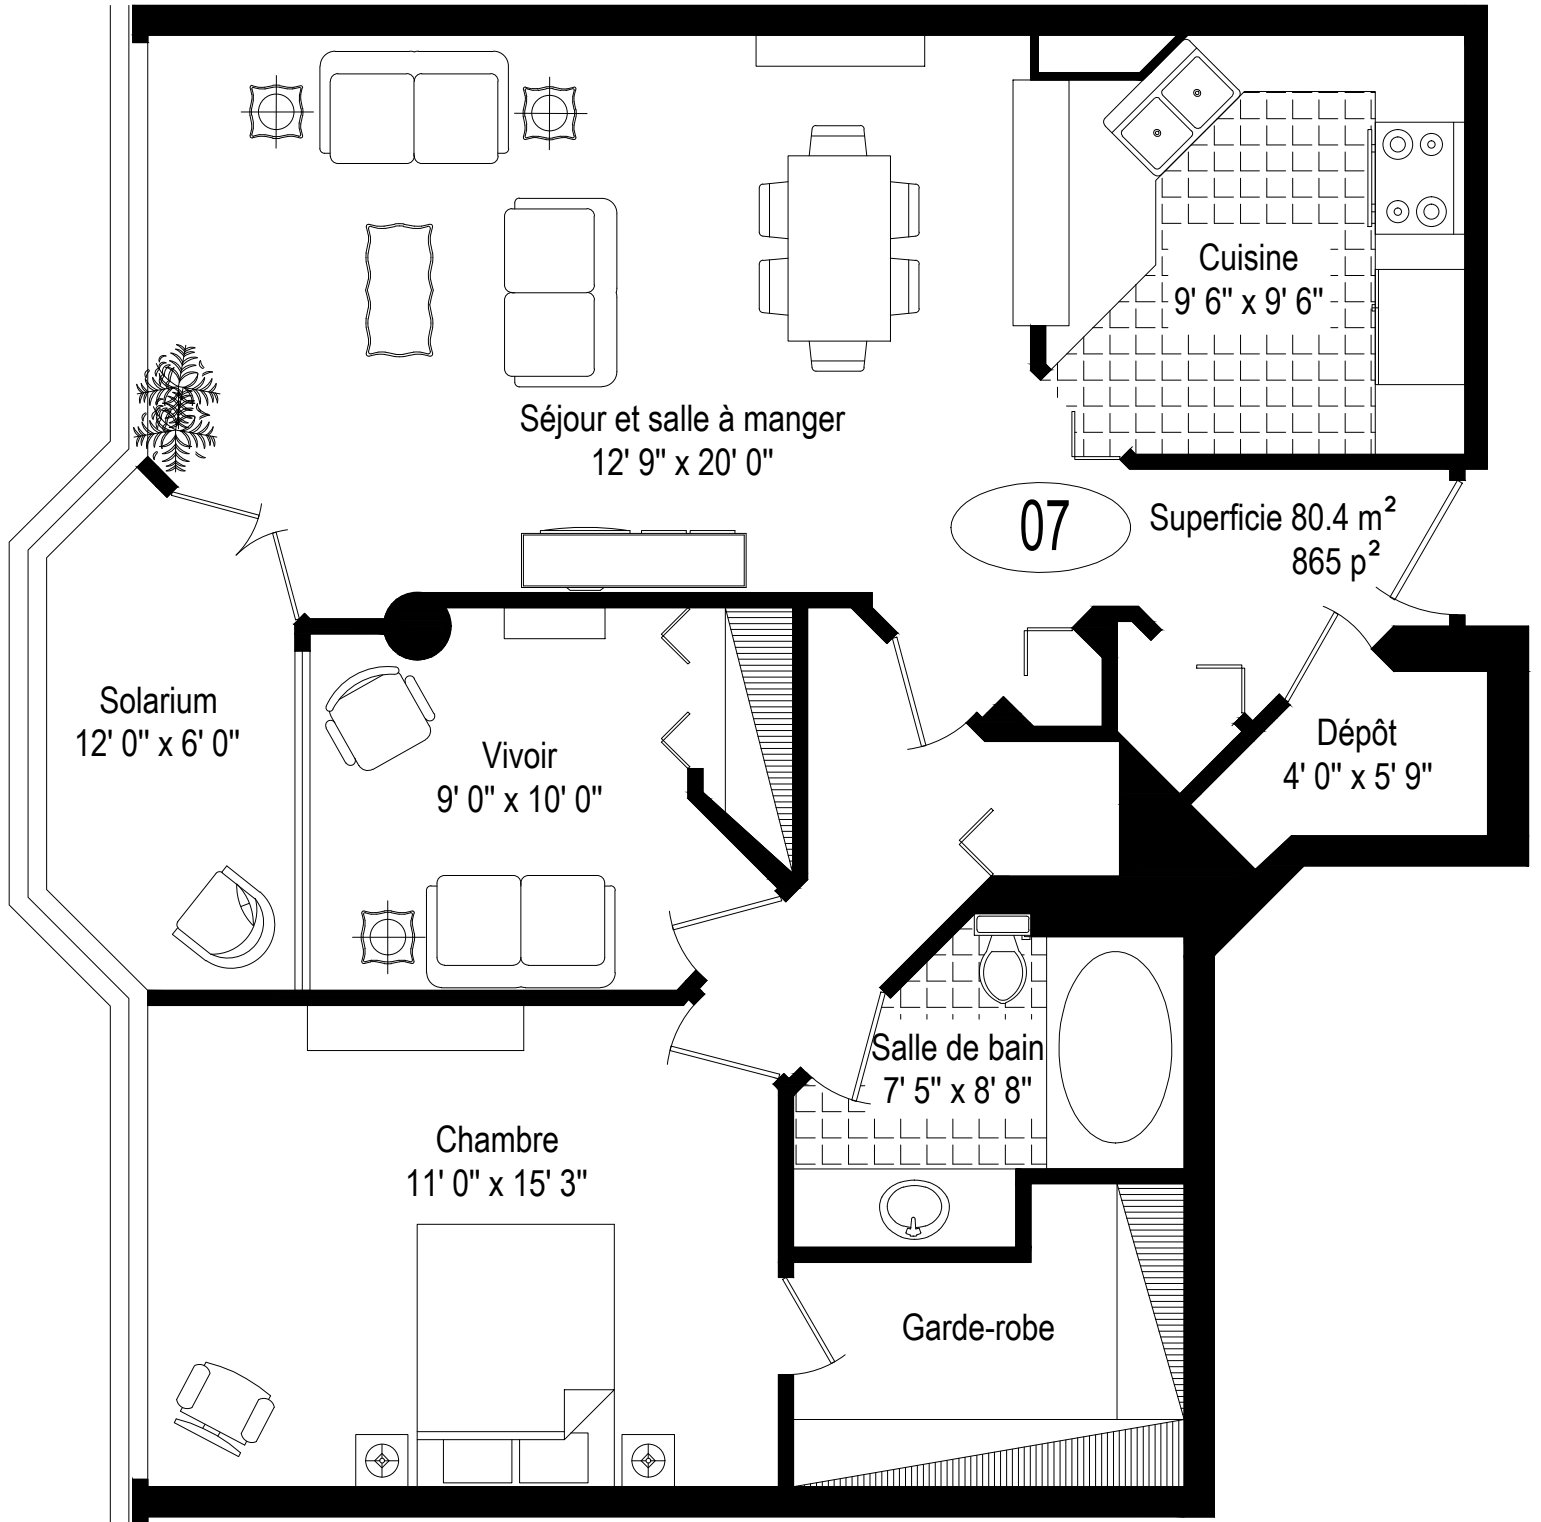 Cuisine
9' 6" x 9' 6"
Séjour et salle à manger
12' 9" x 20' 0"
07
Superficie 80.4 m²
865 p²
Solarium
12' 0" x 6' 0"
Vivoir
9' 0" x 10' 0"
Dépôt
4' 0" x 5' 9"
Salle de bain
7' 5" x 8' 8"
Chambre
11' 0" x 15' 3"
Garde-robe